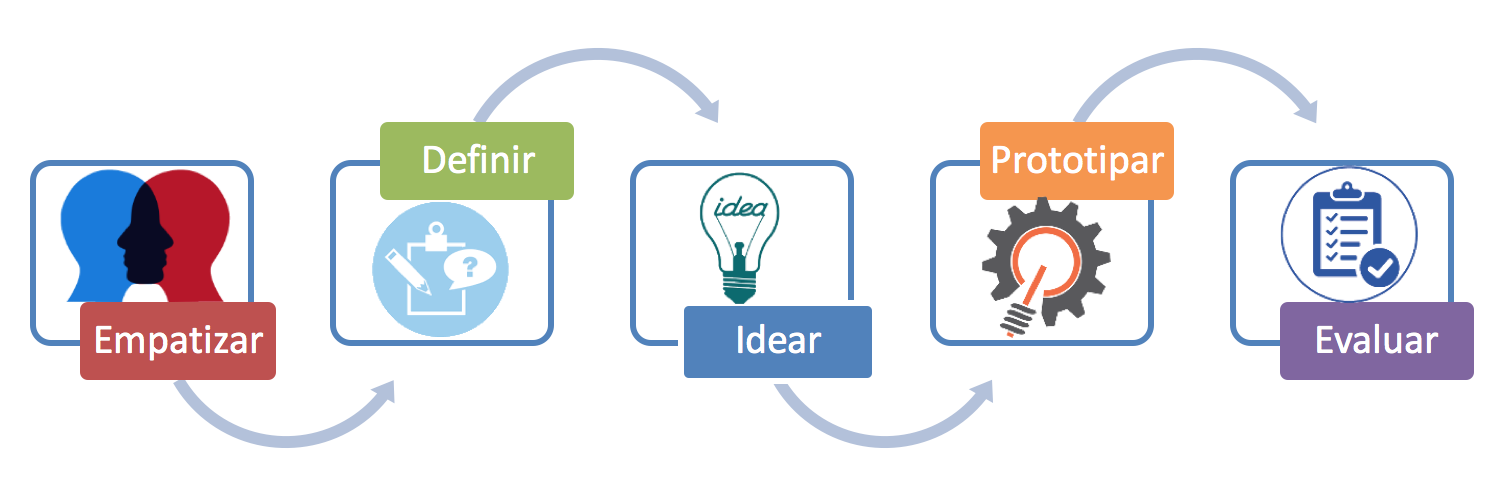 Empatizar
Definir
?
idea
Idear
Prototipar
Evaluar